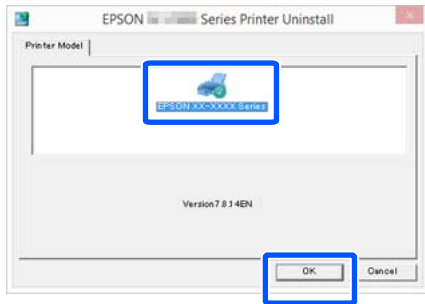 EPSON Series Printer Uninstall
Printer Model
EPSON XX-XXXX Series
Version7.8.1 4EN
OK
Cancel